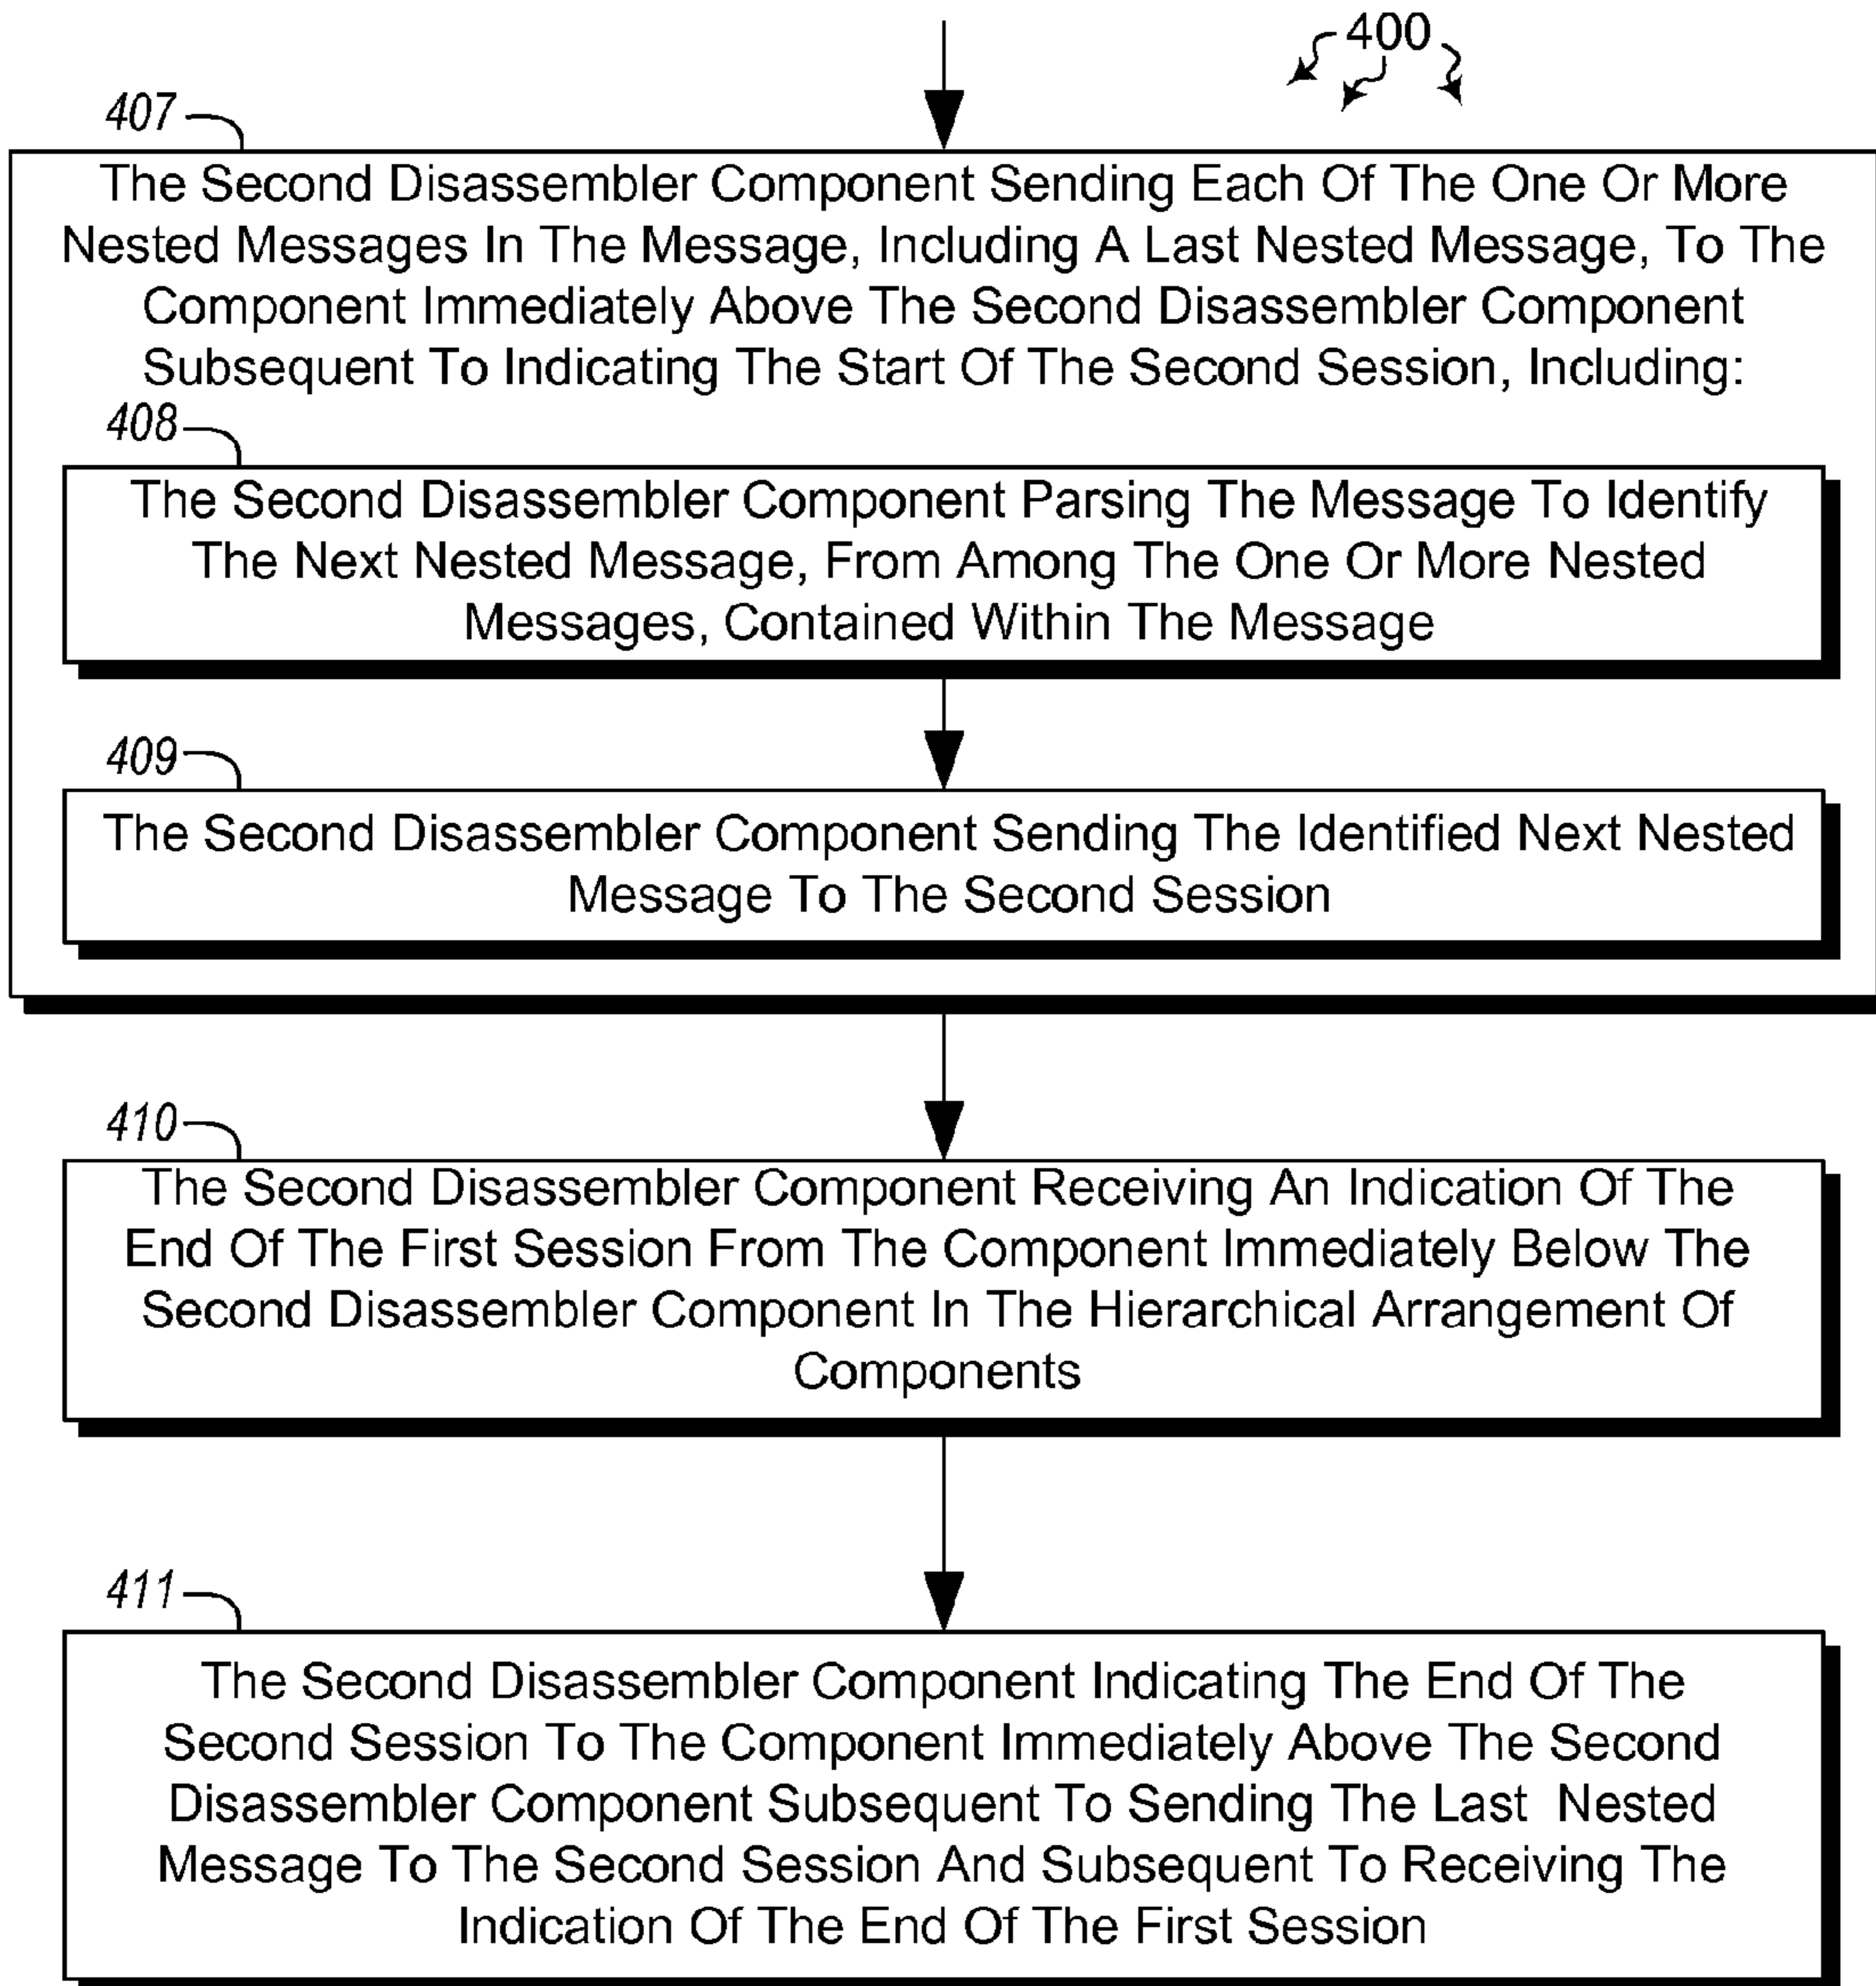 400
407
The Second Disassembler Component Sending Each Of The One Or More
Nested Messages In The Message, Including A Last Nested Message, To The
Component Immediately Above The Second Disassembler Component
Subsequent To Indicating The Start Of The Second Session, Including:
408
The Second Disassembler Component Parsing The Message To Identify
The Next Nested Message, From Among The One Or More Nested
Messages, Contained Within The Message
409
The Second Disassembler Component Sending The Identified Next Nested
Message To The Second Session
410
The Second Disassembler Component Receiving An Indication Of The
End Of The First Session From The Component Immediately Below The
Second Disassembler Component In The Hierarchical Arrangement Of
Components
411
The Second Disassembler Component Indicating The End Of The
Second Session To The Component Immediately Above The Second
Disassembler Component Subsequent To Sending The Last Nested
Message To The Second Session And Subsequent To Receiving The
Indication Of The End Of The First Session